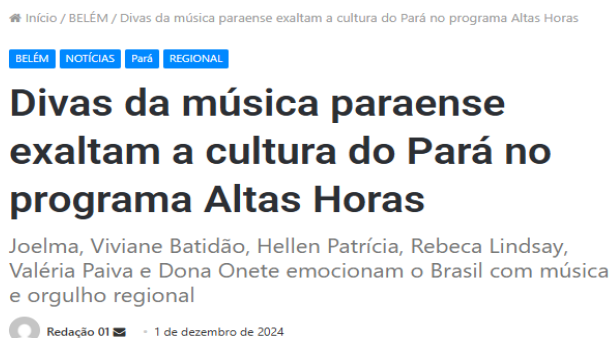 Início / BELÉM / Divas da música paraense exaltam a cultura do Pará no programa Altas Horas
BELÉM NOTÍCIAS Pará REGIONAL
Divas da música paraense
exaltam a cultura do Pará no
programa Altas Horas
Joelma, Viviane Batidão, Hellen Patrícia, Rebeca Lindsay,
Valéria Paiva e Dona Onete emocionam o Brasil com música
e orgulho regional
Redação 01 • 1 de dezembro de 2024